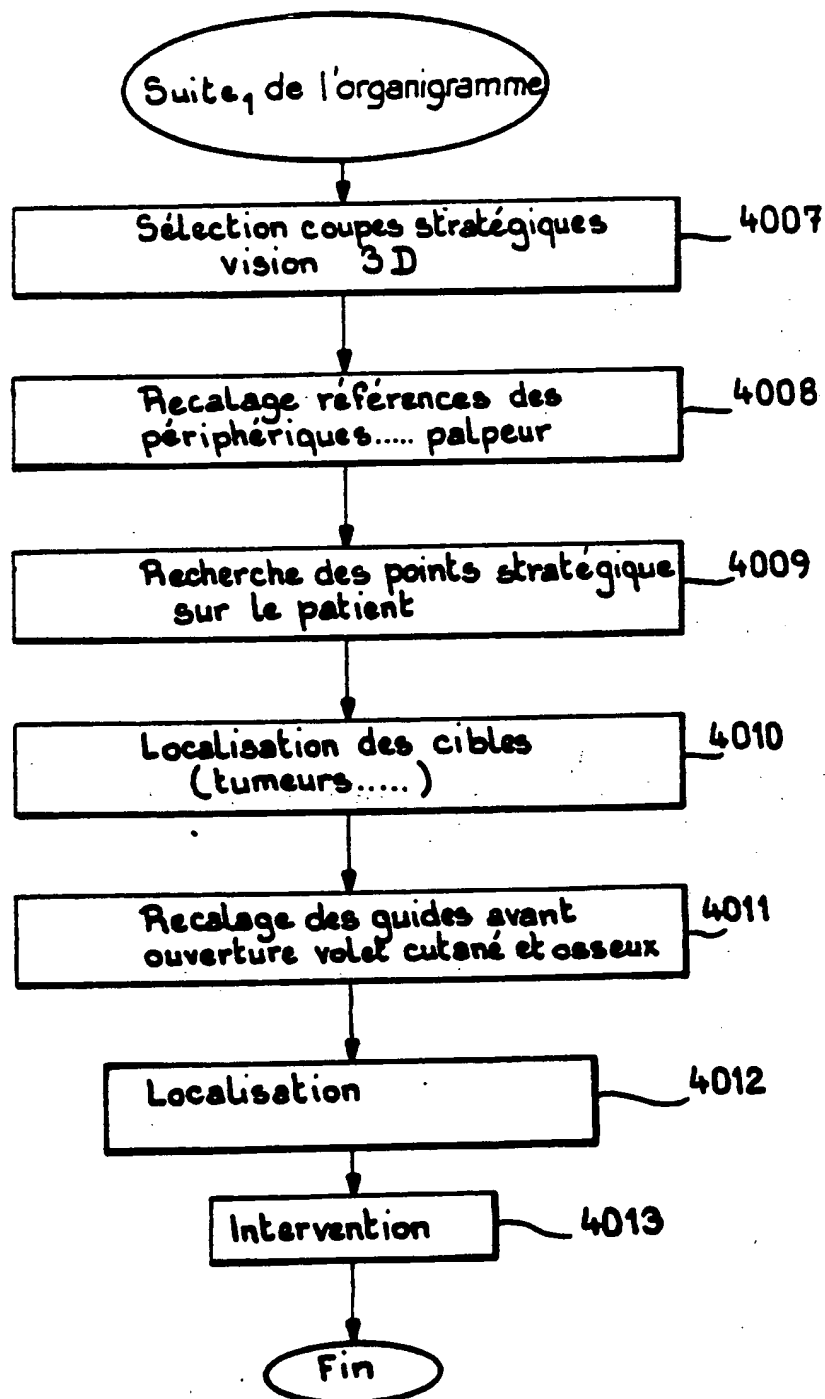 Suite, de l'organigramme
Sélection coupes stratégiques
vision 3D
4007
Recalage références des
périphériques..... palpeur
4008
Recherche des points stratégique
sur le patient
4009
Localisation des cibles
(tumeurs.....)
4010
Recalage des guides avant
ouverture volet cutané et osseux
4011
Localisation
4012
Intervention
4013
Fin